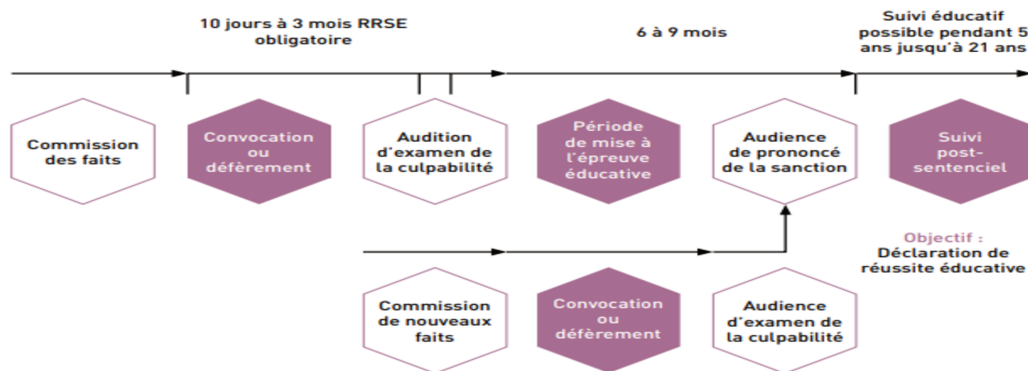 10 jours à 3 mois RRSE
obligatoire
6 à 9 mois
Suivi éducatif
possible pendant 5
ans jusqu'à 21 ans
Commission
des faits
Convocation
ou
défèrement
Audition
d'examen de
la culpabilité
Période
de mise à
l'épreuve
éducative
Audience
de prononcé
de la sanction
Suivi
post-
sentenciel
Objectif :
Déclaration de
réussite éducative
Commission
de nouveaux
faits
Convocation
ou
défèrement
Audience
d'examen de
la culpabilité